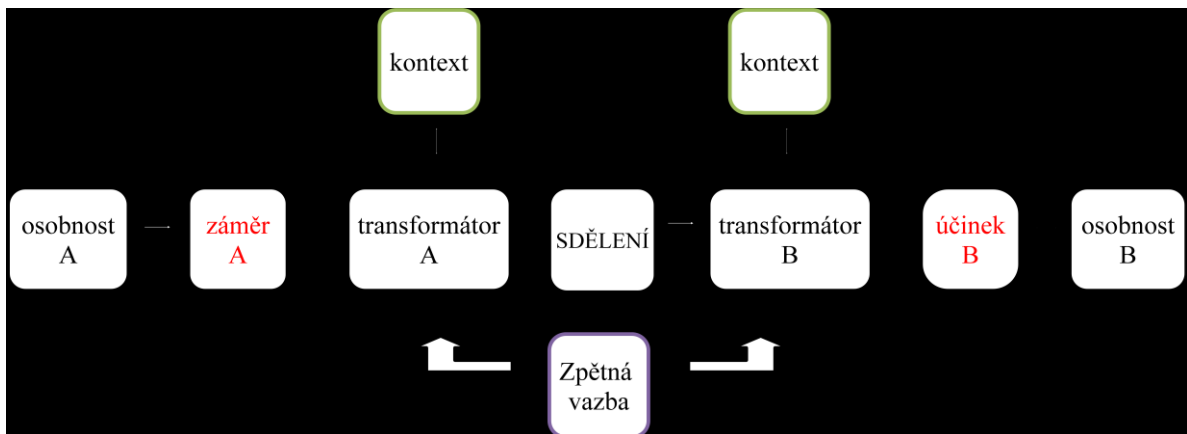 kontext
kontext
osobnost
A
záměr
A
transformátor
A
SDĚLENÍ
transformátor
B
účinek
B
osobnost
B
Zpětná
vazba